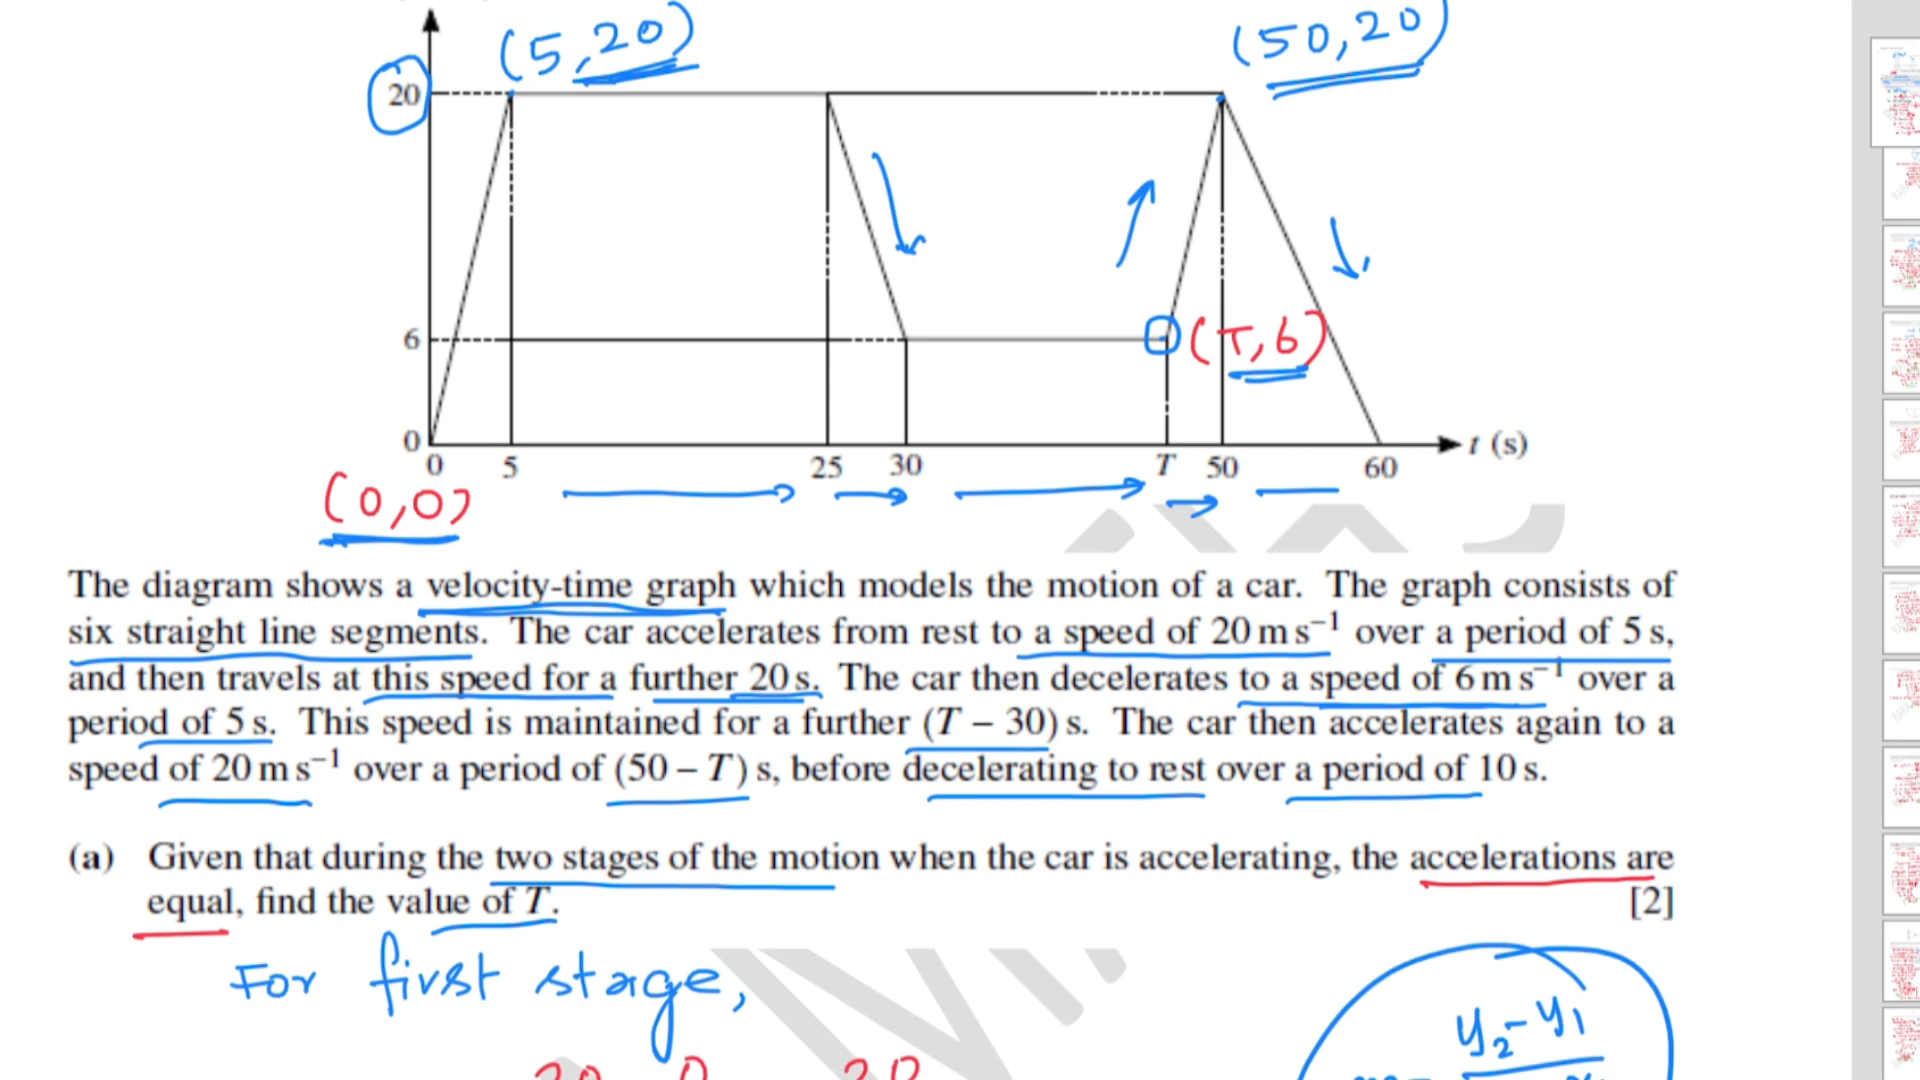 (5,20)
(50,20)
20
6
(T,6)
0
t (s)
0 5 25 30 T 50 60
(0,0)
The diagram shows a velocity-time graph which models the motion of a car. The graph consists of
six straight line segments. The car accelerates from rest to a speed of 20 m s⁻¹ over a period of 5 s,
and then travels at this speed for a further 20 s. The car then decelerates to a speed of 6 m s⁻¹ over a
period of 5 s. This speed is maintained for a further (T – 30) s. The car then accelerates again to a
speed of 20 m s⁻¹ over a period of (50 – T) s, before decelerating to rest over a period of 10 s.
(a) Given that during the two stages of the motion when the car is accelerating, the accelerations are
equal, find the value of T. [2]
For first stage,
y₂-y₁